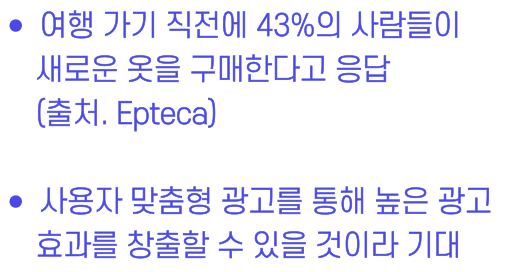 • 여행 가기 직전에 43%의 사람들이
새로운 옷을 구매한다고 응답
(출처. Epteca)
• 사용자 맞춤형 광고를 통해 높은 광고
효과를 창출할 수 있을 것이라 기대